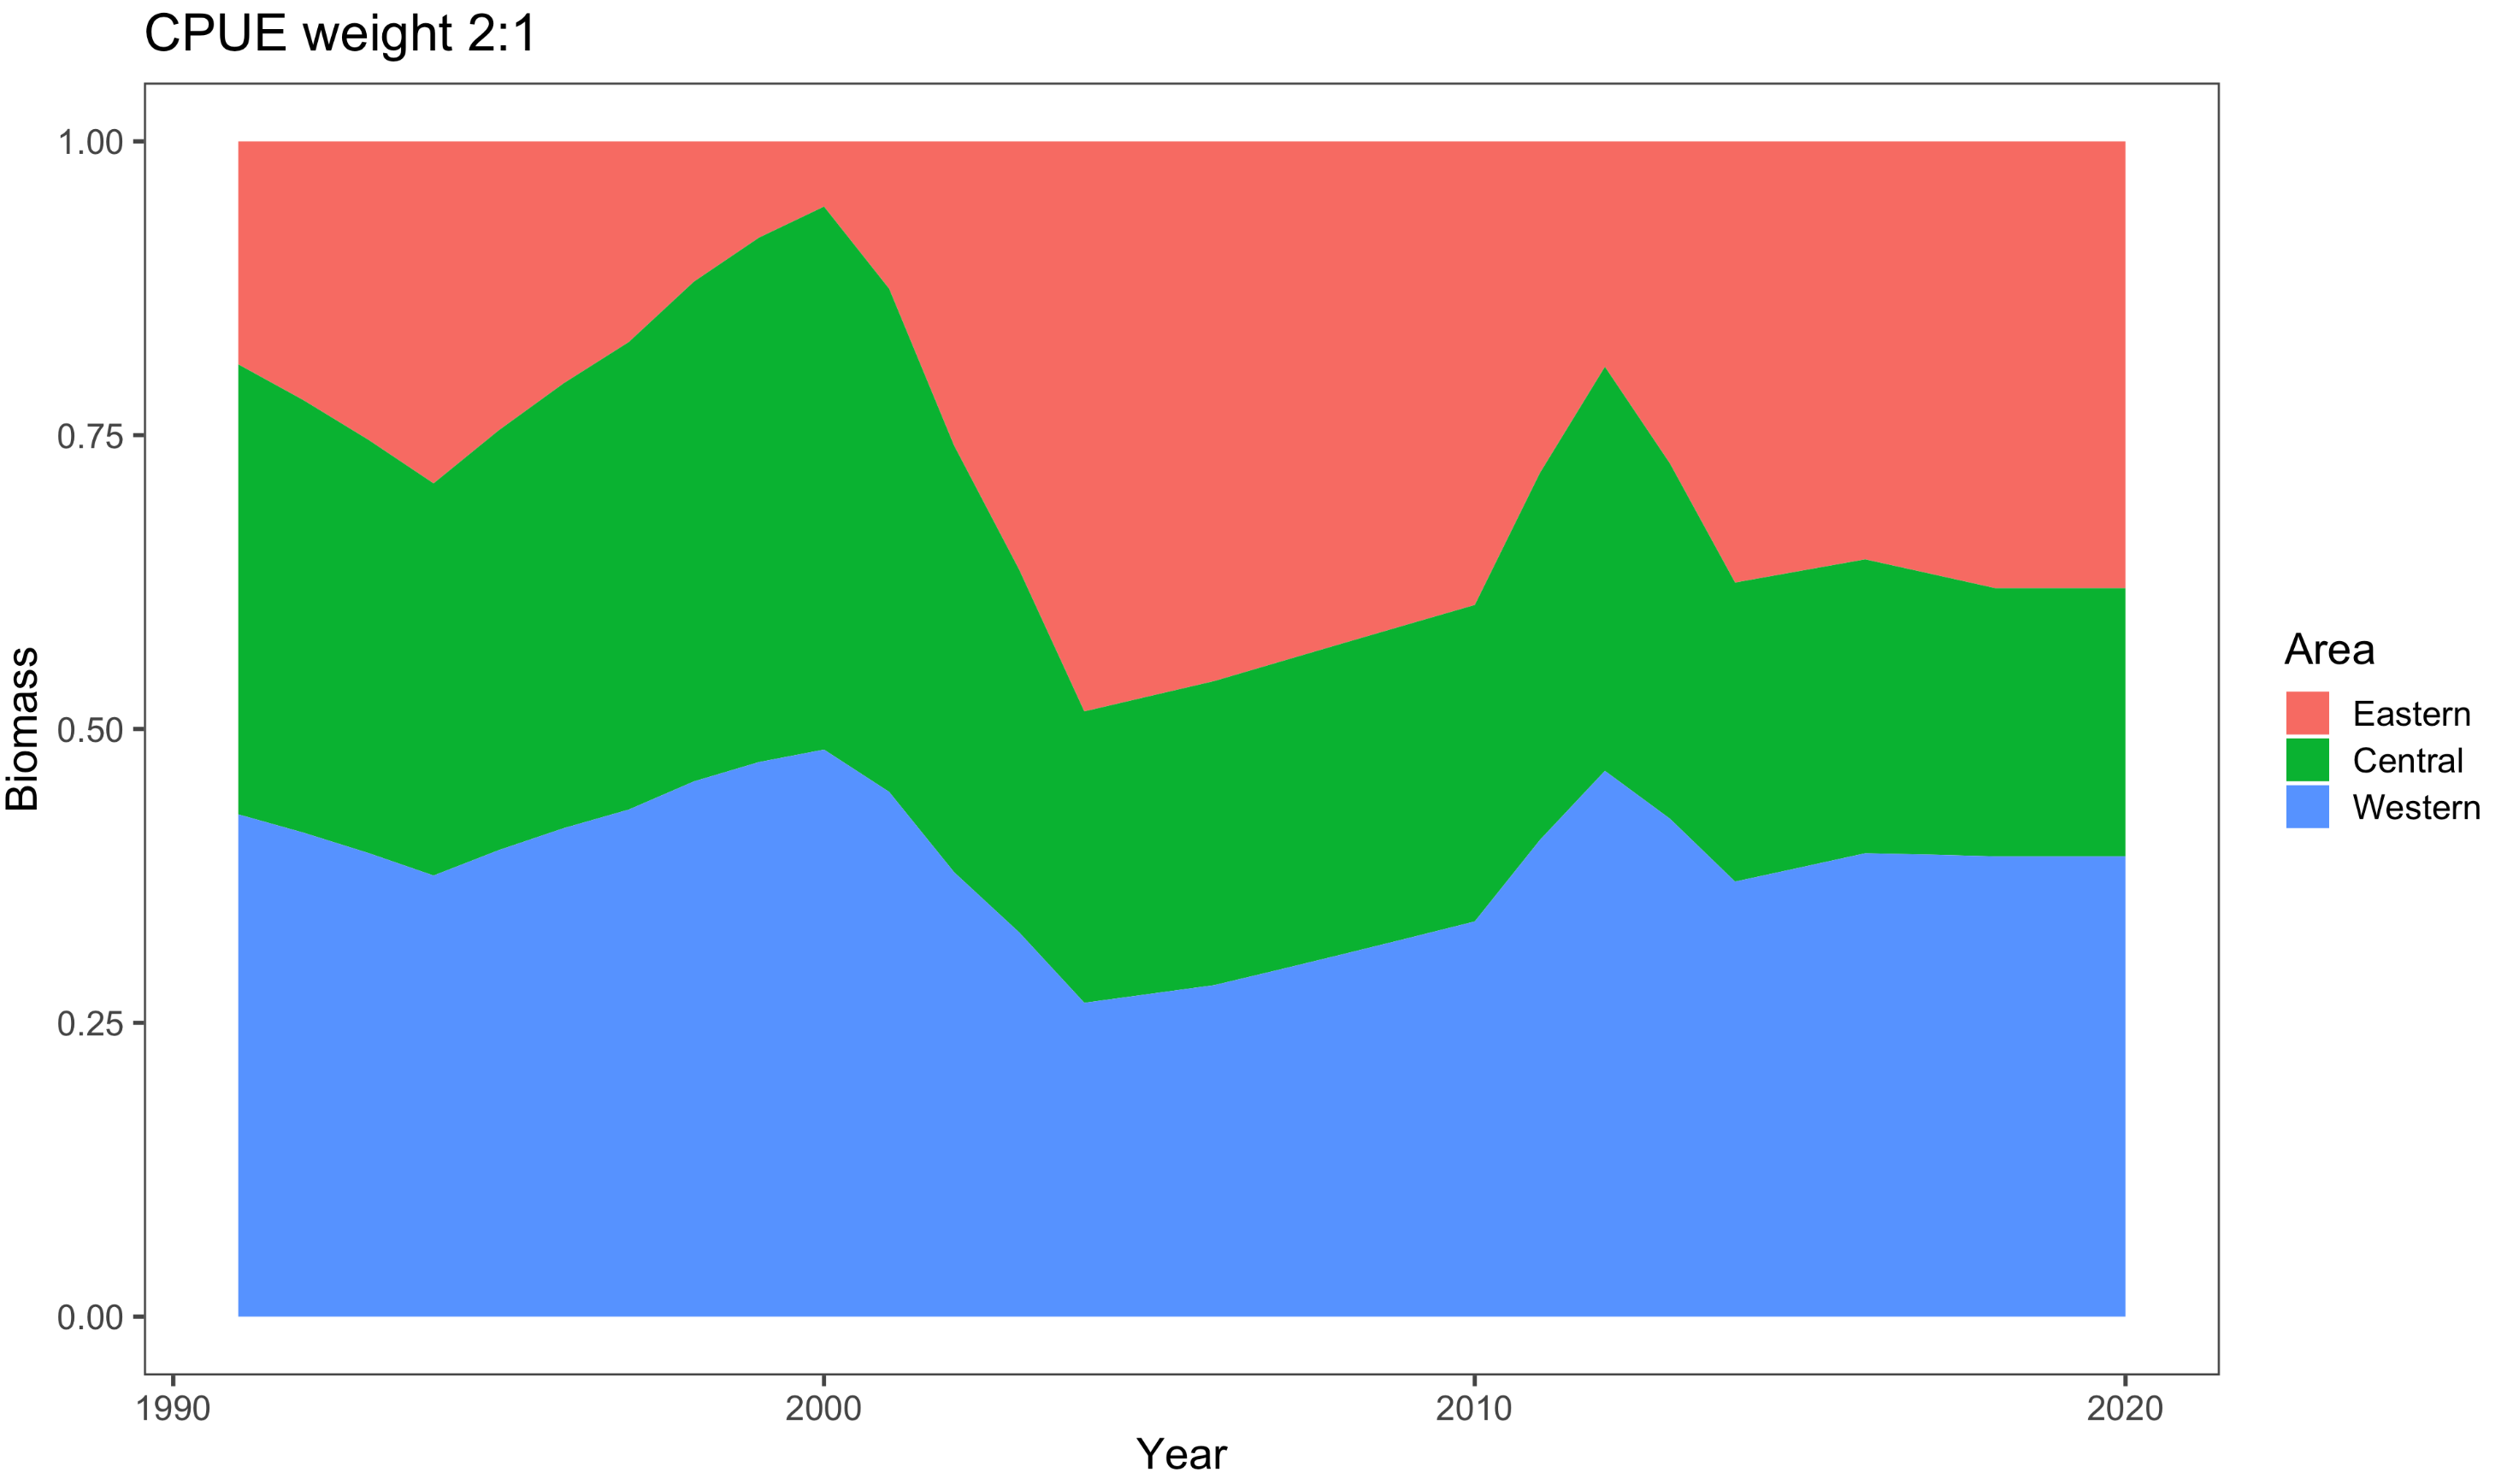 CPUE weight 2:1
Biomass
1.00
0.75
0.50
0.25
0.00
1990
2000
2010
2020
Year
Area
Eastern
Central
Western